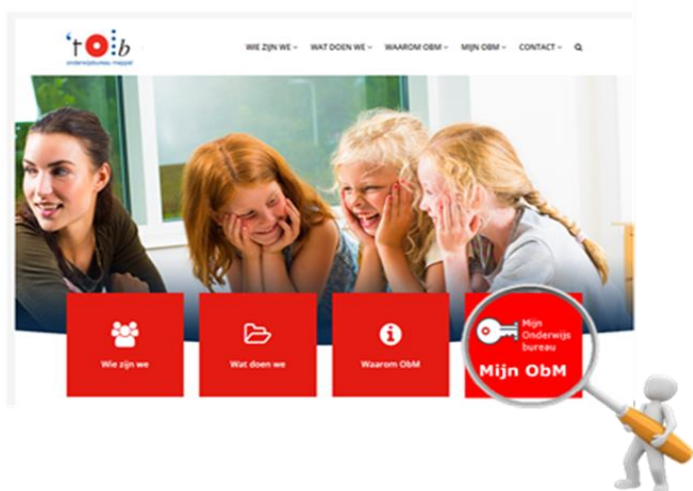 't Ob
onderwijsbureau meppel
WIE ZIJN WE WAT DOEN WE WAAROM OBM MIJN OBM CONTACT
Mijn
Onderwijs
bureau
Wie zijn we
Wat doen we
Waarom ObM
Mijn ObM